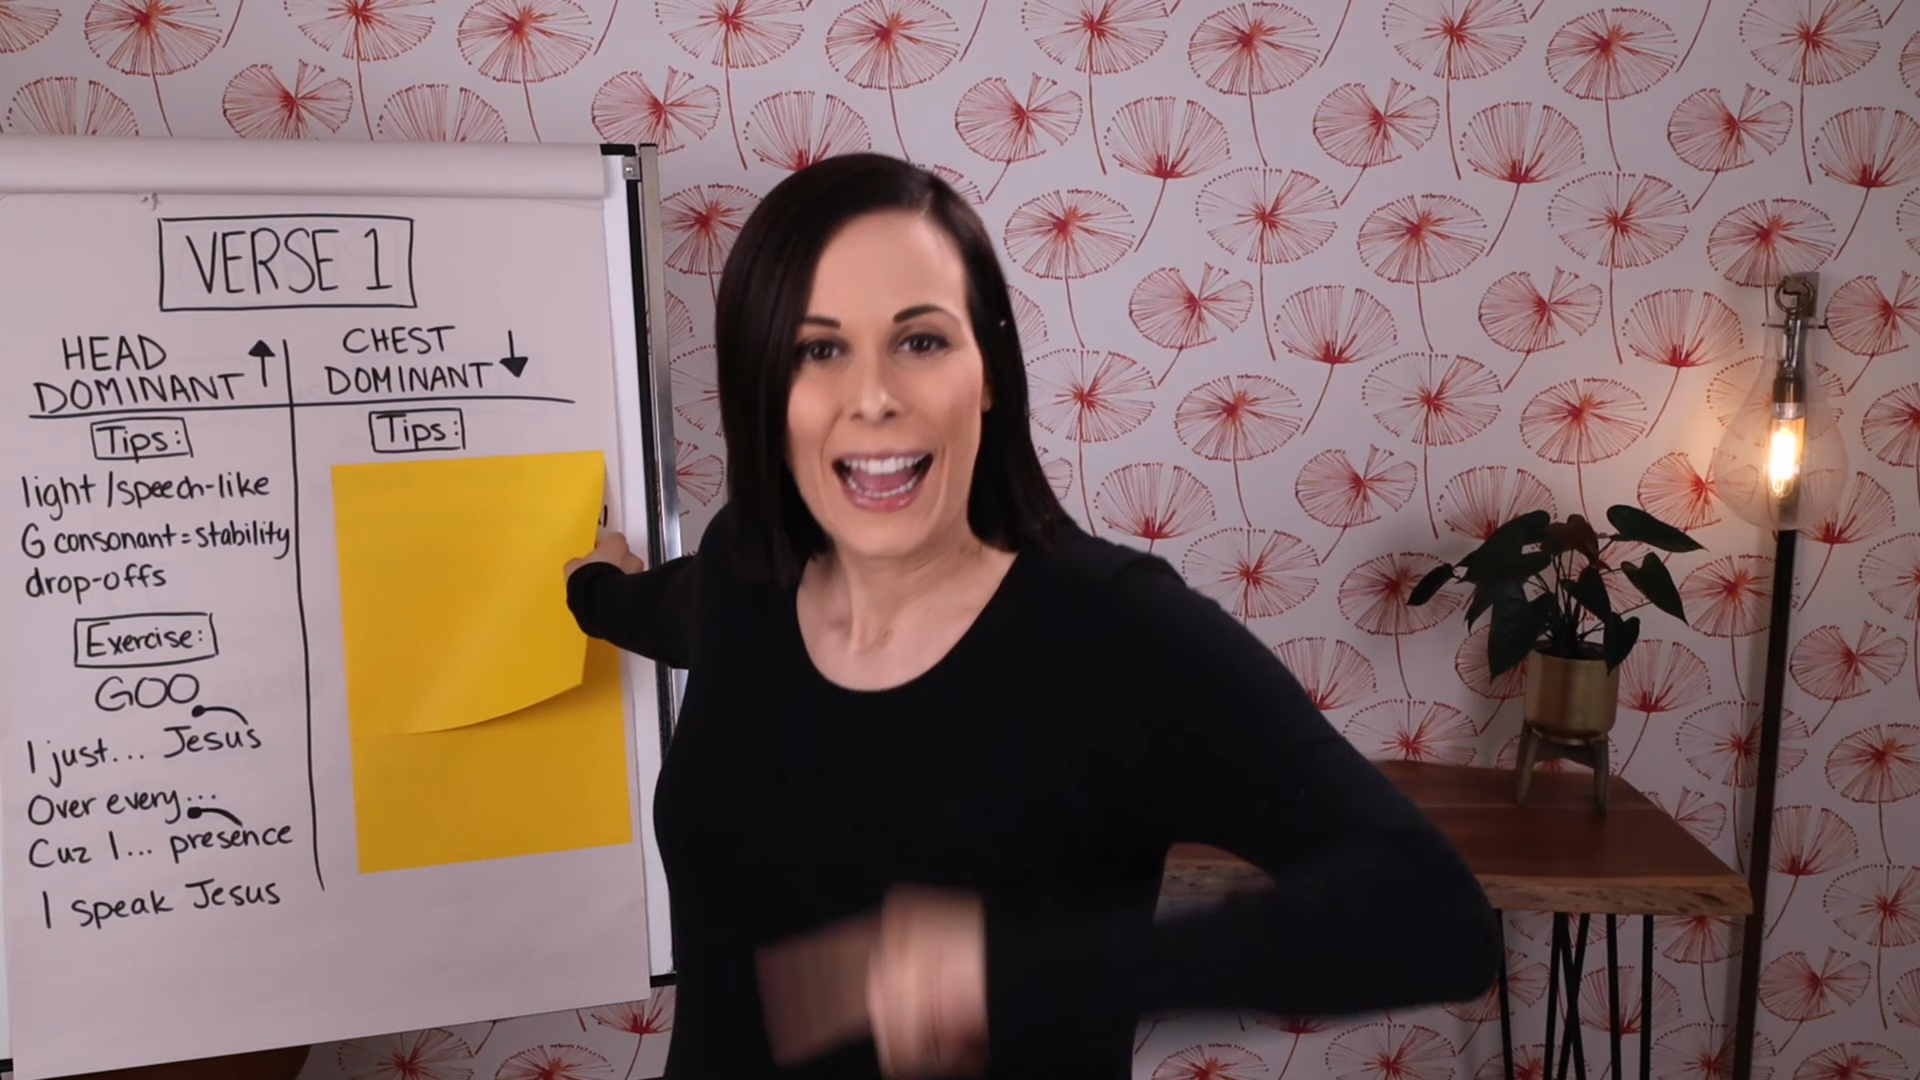 VERSE 1
HEAD
DOMINANT
Tips:
light/speech-like
G consonant = stability
drop-offs
Exercise:
GOO
I just... Jesus
Over every...
Cuz I... presence
I speak Jesus
CHEST
DOMINANT
Tips: